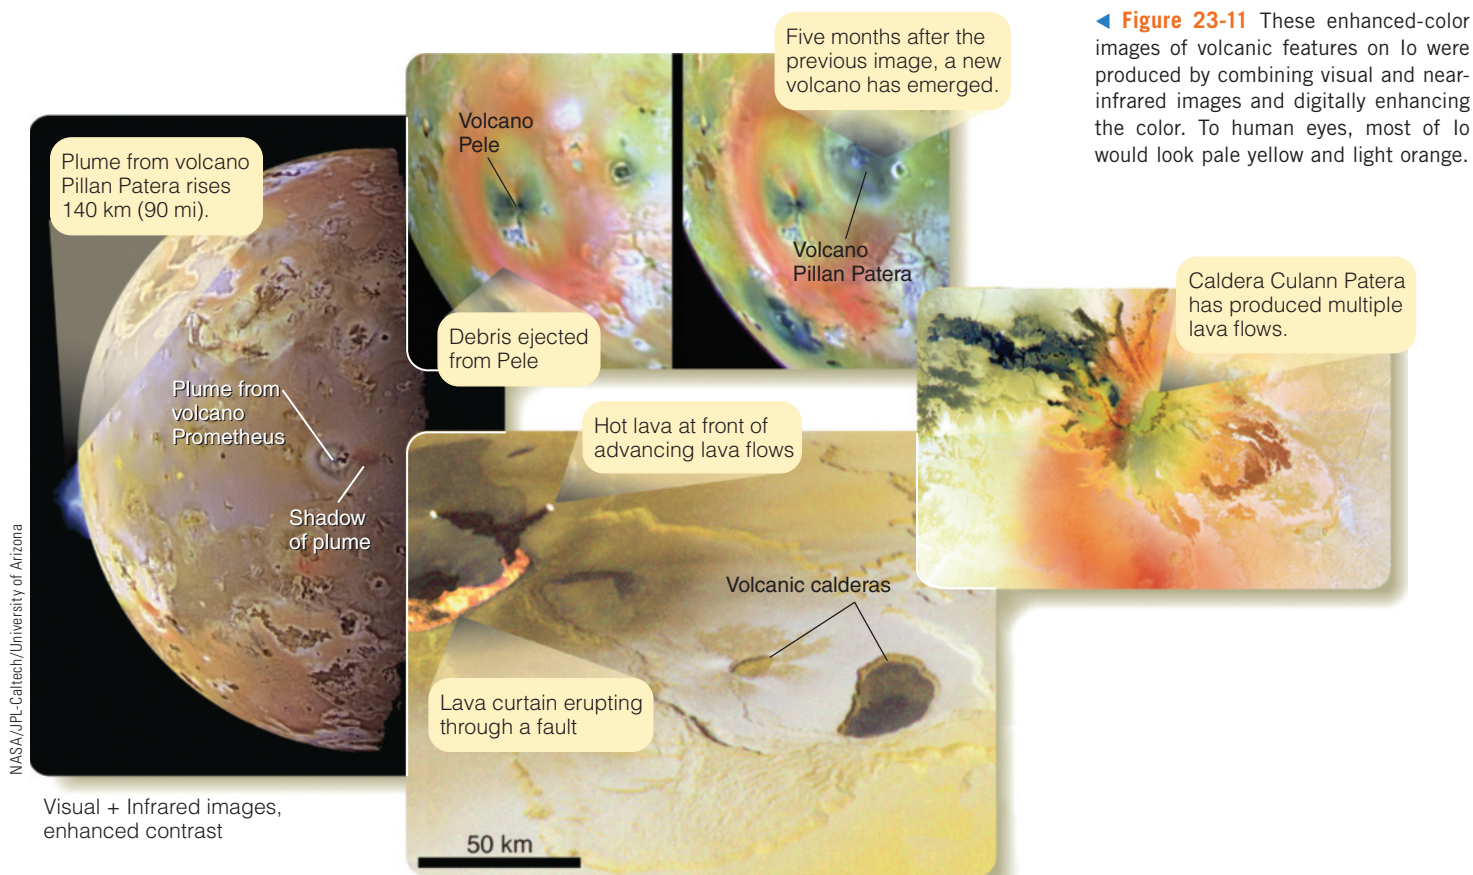 Plume from volcano
Pillan Patera rises
140 km (90 mi).
Volcano
Pele
Five months after the
previous image, a new
volcano has emerged.
Volcano
Pillan Patera
Debris ejected
from Pele
◀ Figure 23-11 These enhanced-color
images of volcanic features on Io were
produced by combining visual and near-
infrared images and digitally enhancing
the color. To human eyes, most of Io
would look pale yellow and light orange.
Caldera Culann Patera
has produced multiple
lava flows.
Plume from
volcano
Prometheus
Shadow
of plume
Hot lava at front of
advancing lava flows
Volcanic calderas
Lava curtain erupting
through a fault
50 km
NASA/JPL-Caltech/University of Arizona
Visual + Infrared images,
enhanced contrast